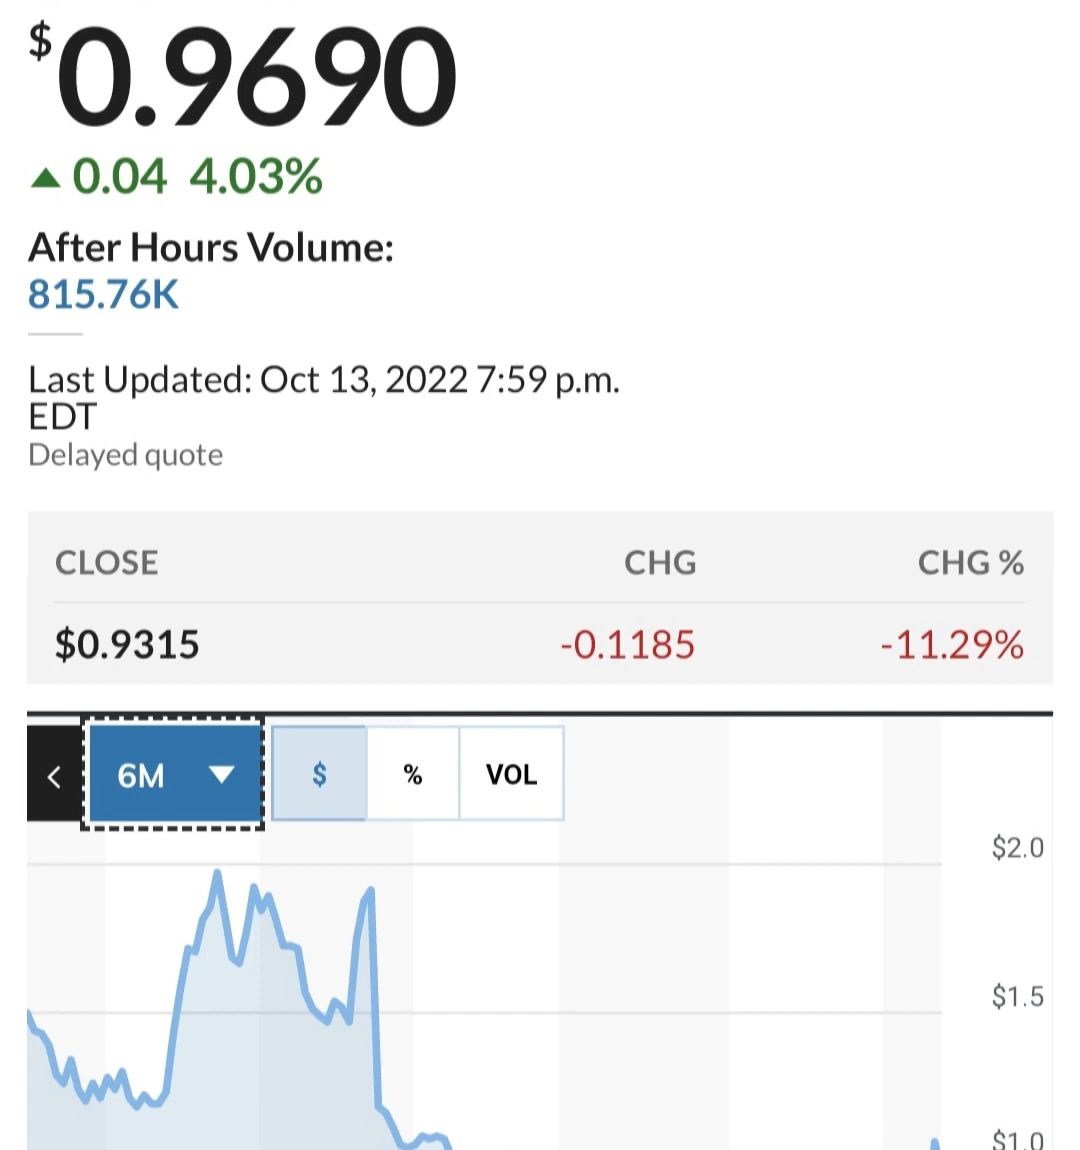 $0.9690
▲ 0.04 4.03%
After Hours Volume:
815.76K
Last Updated: Oct 13, 2022 7:59 p.m.
EDT
Delayed quote
CLOSE CHG CHG %
$0.9315 -0.1185 -11.29%
< 6M ▼ $ % VOL
$2.0
$1.5
$1.0